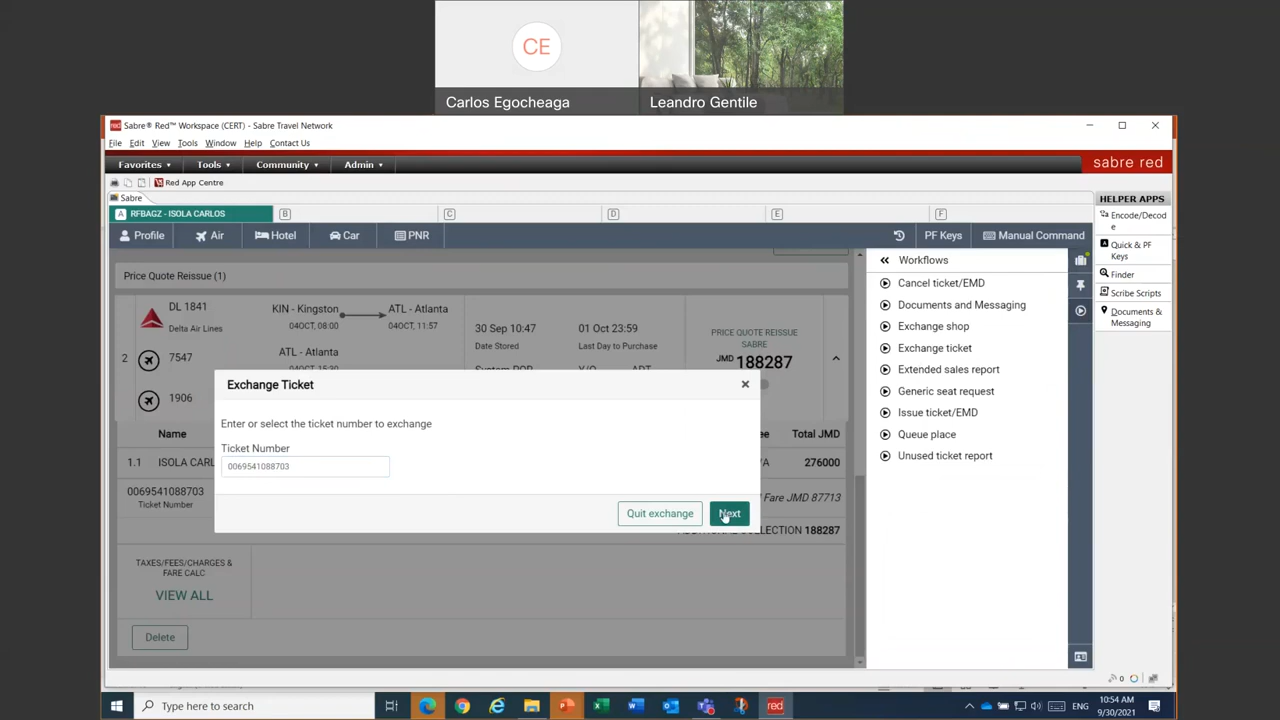 CE
Carlos Egocheaga
Leandro Gentile
red Sabre® Red™ Workspace (CERT) - Sabre Travel Network
File Edit View Tools Window Help Contact Us
Favorites Tools Community Admin
sabre red
Red App Centre
Sabre
HELPER APPS
A RFBAGZ - ISOLA CARLOS B C D E F
Encode/Decod
e
Profile Air Hotel Car PNR PF Keys Manual Command
Quick & PF
Keys
Finder
Scribe Scripts
Documents &
Messaging
Workflows
Cancel ticket/EMD
Documents and Messaging
Exchange shop
Exchange ticket
Extended sales report
Generic seat request
Issue ticket/EMD
Queue place
Unused ticket report
Price Quote Reissue (1)
DL 1841
Delta Air Lines
KIN - Kingston
04OCT, 08:00
ATL - Atlanta
04OCT, 11:57
30 Sep 10:47
Date Stored
01 Oct 23:59
Last Day to Purchase
PRICE QUOTE REISSUE
SABRE
JMD 188287
2
7547
ATL - Atlanta
1906
Exchange Ticket
Enter or select the ticket number to exchange
Ticket Number
0069541088703
Quit exchange Next
Name
Total JMD
1.1 ISOLA CARL
276000
0069541088703
Ticket Number
Fare JMD 87713
188287
TAXES/FEES/CHARGES &
FARE CALC
VIEW ALL
Delete
0
Type here to search
red
ENG
10:54 AM
9/30/2021